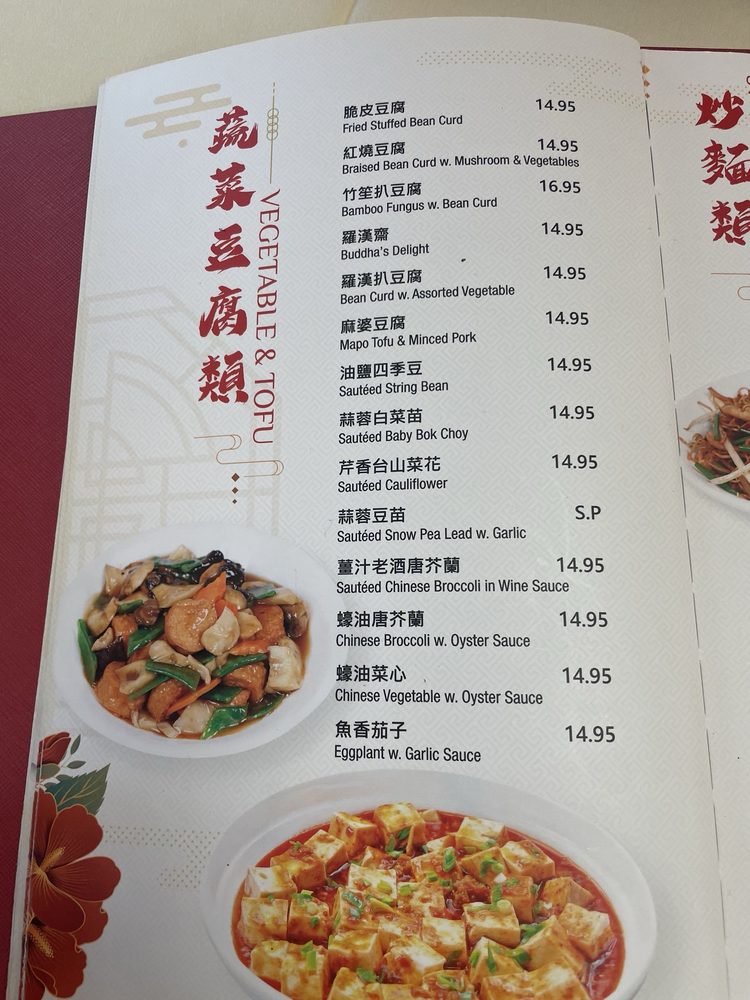 蔬菜豆腐類
VEGETABLE & TOFU
脆皮豆腐 14.95
Fried Stuffed Bean Curd
紅燒豆腐 14.95
Braised Bean Curd w. Mushroom & Vegetables
竹笙扒豆腐 16.95
Bamboo Fungus w. Bean Curd
羅漢齋 14.95
Buddha's Delight
羅漢扒豆腐 14.95
Bean Curd w. Assorted Vegetable
麻婆豆腐 14.95
Mapo Tofu & Minced Pork
油鹽四季豆 14.95
Sautéed String Bean
蒜蓉白菜苗 14.95
Sautéed Baby Bok Choy
芹香台山菜花 14.95
Sautéed Cauliflower
蒜蓉豆苗 S.P
Sautéed Snow Pea Lead w. Garlic
薑汁老酒唐芥蘭 14.95
Sautéed Chinese Broccoli in Wine Sauce
蠔油唐芥蘭 14.95
Chinese Broccoli w. Oyster Sauce
蠔油菜心 14.95
Chinese Vegetable w. Oyster Sauce
魚香茄子 14.95
Eggplant w. Garlic Sauce
炒麵類